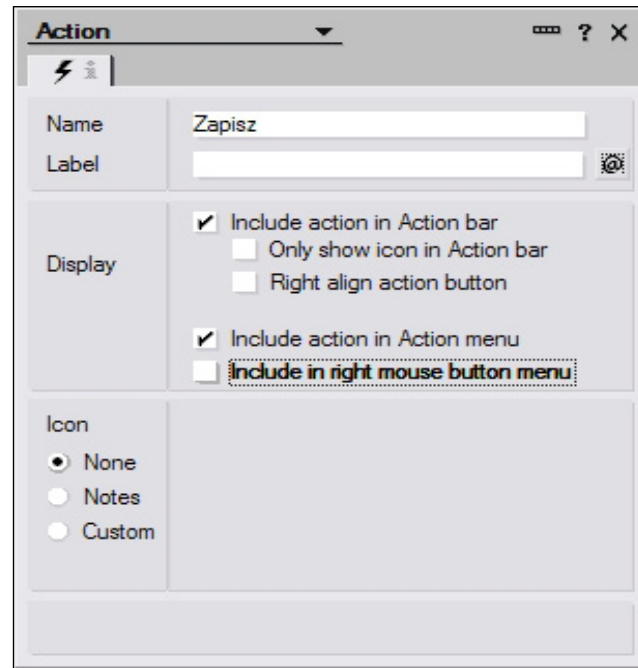 Action ?
Name Zapisz
Label @
Display
Include action in Action bar
Only show icon in Action bar
Right align action button
Include action in Action menu
Include in right mouse button menu
Icon
None
Notes
Custom